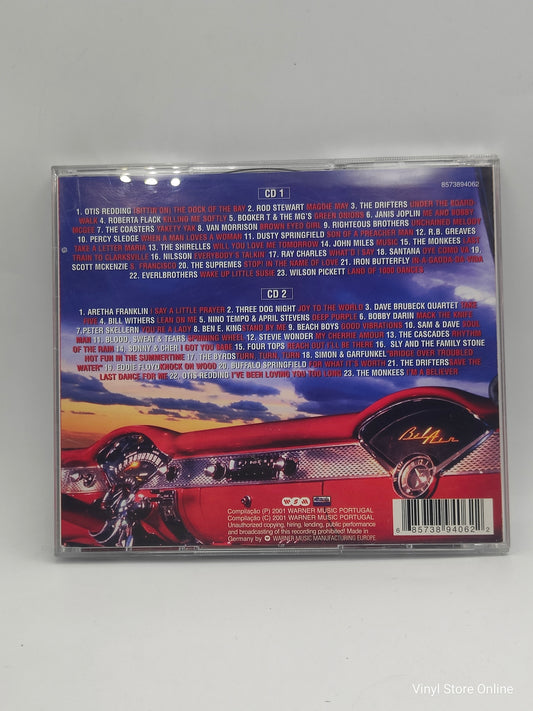 CD 1
8573894062
1. OTIS REDDING (SITTIN' ON) THE DOCK OF THE BAY 2. ROD STEWART MAGGIE MAY 3. THE DRIFTERS UNDER THE BOARD
WALK 4. ROBERTA FLACK KILLING ME SOFTLY 5. BOOKER T & THE MG'S GREEN ONIONS 6. JANIS JOPLIN ME AND BOBBY
MCGEE 7. THE COASTERS YAKETY YAK 8. VAN MORRISON BROWN EYED GIRL 9. RIGHTEOUS BROTHERS UNCHAINED MELODY
10. PERCY SLEDGE WHEN A MAN LOVES A WOMAN 11. DUSTY SPRINGFIELD SON OF A PREACHER MAN 12. R.B. GREAVES
TAKE A LETTER MARIA 13. THE SHIRELLES WILL YOU LOVE ME TOMORROW 14. JOHN MILES MUSIC 15. THE MONKEES LAST
TRAIN TO CLARKSVILLE 16. NILSSON EVERYBODY'S TALKIN' 17. RAY CHARLES WHAT'D I SAY 18. SANTANA OYE COMO VA 19.
SCOTT MCKENZIE S. FRANCISCO 20. THE SUPREMES STOP! IN THE NAME OF LOVE 21. IRON BUTTERFLY IN-A-GADDA-DA-VIDA
22. EVERLBROTHERS WAKE UP LITTLE SUSIE 23. WILSON PICKETT LAND OF 1000 DANCES
CD 2
1. ARETHA FRANKLIN I SAY A LITTLE PRAYER 2. THREE DOG NIGHT JOY TO THE WORLD 3. DAVE BRUBECK QUARTET TAKE
FIVE 4. BILL WITHERS LEAN ON ME 5. NINO TEMPO & APRIL STEVENS DEEP PURPLE 6. BOBBY DARIN MACK THE KNIFE
7.PETER SKELLERN YOU'RE A LADY 8. BEN E. KING STAND BY ME 9. BEACH BOYS GOOD VIBRATIONS 10. SAM & DAVE SOUL
MAN 11. BLOOD, SWEAT & TEARS SPINNING WHEEL 12. STEVIE WONDER MY CHERRIE AMOUR 13. THE CASCADES RHYTHM
OF THE RAIN 14. SONNY & CHER I GOT YOU BABE 15. FOUR TOPS REACH OUT I'LL BE THERE 16. SLY AND THE FAMILY STONE
HOT FUN IN THE SUMMERTIME 17. THE BYRDS TURN, TURN, TURN 18. SIMON & GARFUNKEL BRIDGE OVER TROUBLED
WATER* 19. EDDIE FLOYD KNOCK ON WOOD 20. BUFFALO SPRINGFIELD FOR WHAT IT'S WORTH 21. THE DRIFTERS SAVE THE
LAST DANCE FOR ME 22. OTIS REDDING I'VE BEEN LOVING YOU TOO LONG 23. THE MONKEES I'M A BELIEVER
BelAir
Compilação (P) 2001 WARNER MUSIC PORTUGAL
Compilação (C) 2001 WARNER MUSIC PORTUGAL
Unauthorized copying, hiring, lending, public performance
and broadcasting of this recording prohibited! Made in
Germany by WARNER MUSIC MANUFACTURING EUROPE.
6 85738 94062 2
Vinyl Store Online